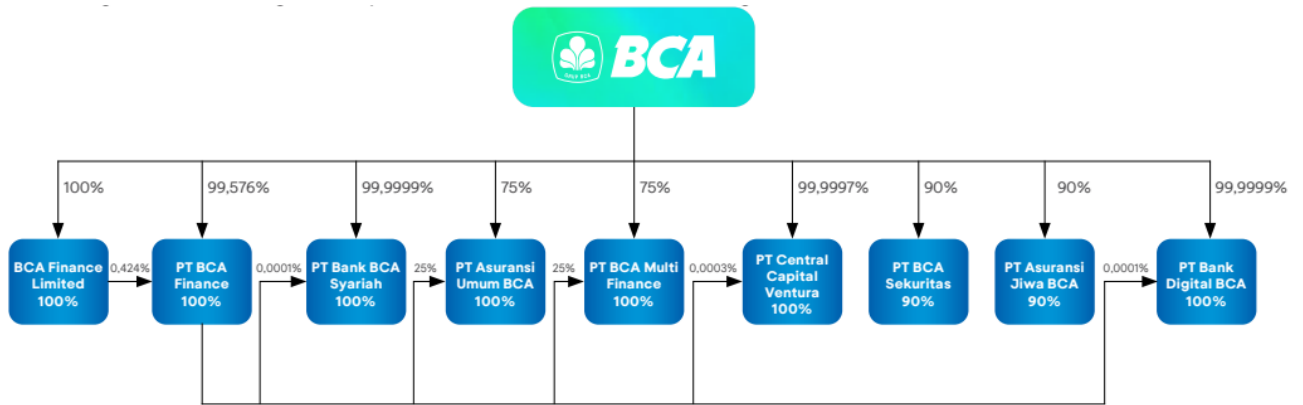 BCA
100%
99,576%
99,9999%
75%
75%
99,9997%
90%
90%
99,9999%
BCA Finance
Limited
100%
0,424%
PT BCA
Finance
100%
0,0001%
PT Bank BCA
Syariah
100%
25%
PT Asuransi
Umum BCA
100%
25%
PT BCA Multi
Finance
100%
0,0003%
PT Central
Capital
Ventura
100%
PT BCA
Sekuritas
90%
PT Asuransi
Jiwa BCA
90%
0,0001%
PT Bank
Digital BCA
100%